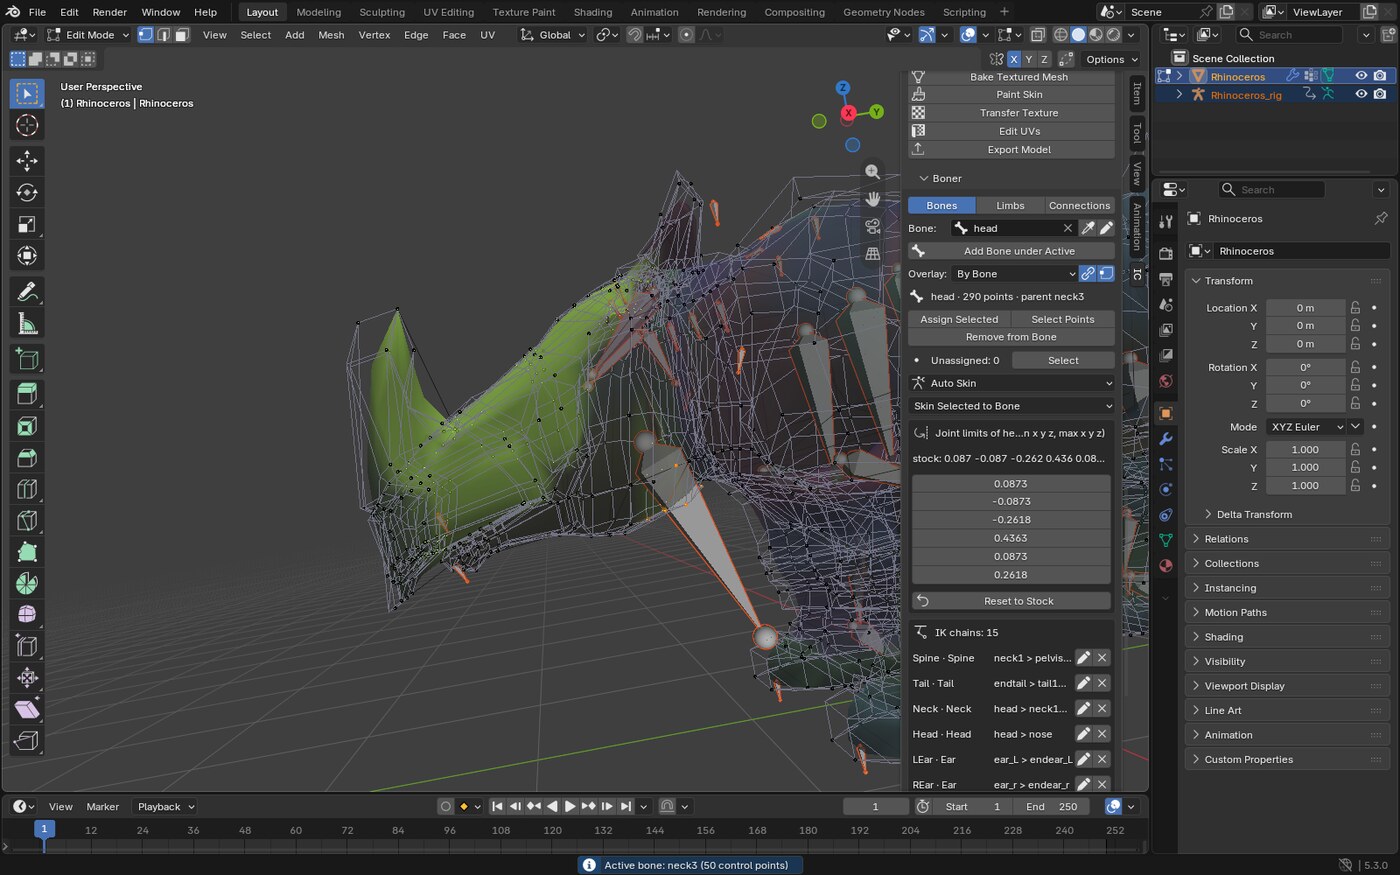 File Edit Render Window Help Layout Modeling Sculpting UV Editing Texture Paint Shading Animation Rendering Compositing Geometry Nodes Scripting + Scene ViewLayer
Edit Mode View Select Add Mesh Vertex Edge Face UV Global Search
X Y Z Options
User Perspective
(1) Rhinoceros | Rhinoceros
Z
Y
X
Bake Textured Mesh
Paint Skin
Transfer Texture
Edit UVs
Export Model
Boner
Bones Limbs Connections
Bone: head
Add Bone under Active
Overlay: By Bone
head · 290 points · parent neck3
Assign Selected Select Points
Remove from Bone
Unassigned: 0 Select
Auto Skin
Skin Selected to Bone
Joint limits of he...n x y z, max x y z)
stock: 0.087 -0.087 -0.262 0.436 0.08...
0.0873
-0.0873
-0.2618
0.4363
0.0873
0.2618
Reset to Stock
IK chains: 15
Spine · Spine neck1 > pelvis...
Tail · Tail endtail > tail1...
Neck · Neck head > neck1...
Head · Head head > nose
LEar · Ear ear_L > endear_L
REar · Ear ear_r > endear_r
Item
Tool
View
Animation
IC
Scene Collection
Rhinoceros
Rhinoceros_rig
Search
Rhinoceros
Rhinoceros
Transform
Location X 0 m
Y 0 m
Z 0 m
Rotation X 0°
Y 0°
Z 0°
Mode XYZ Euler
Scale X 1.000
Y 1.000
Z 1.000
Delta Transform
Relations
Collections
Instancing
Motion Paths
Shading
Visibility
Viewport Display
Line Art
Animation
Custom Properties
View Marker Playback 1 Start 1 End 250
1 12 24 36 48 60 72 84 96 108 120 132 144 156 168 180 192 204 216 228 240 252
Active bone: neck3 (50 control points)
5.3.0